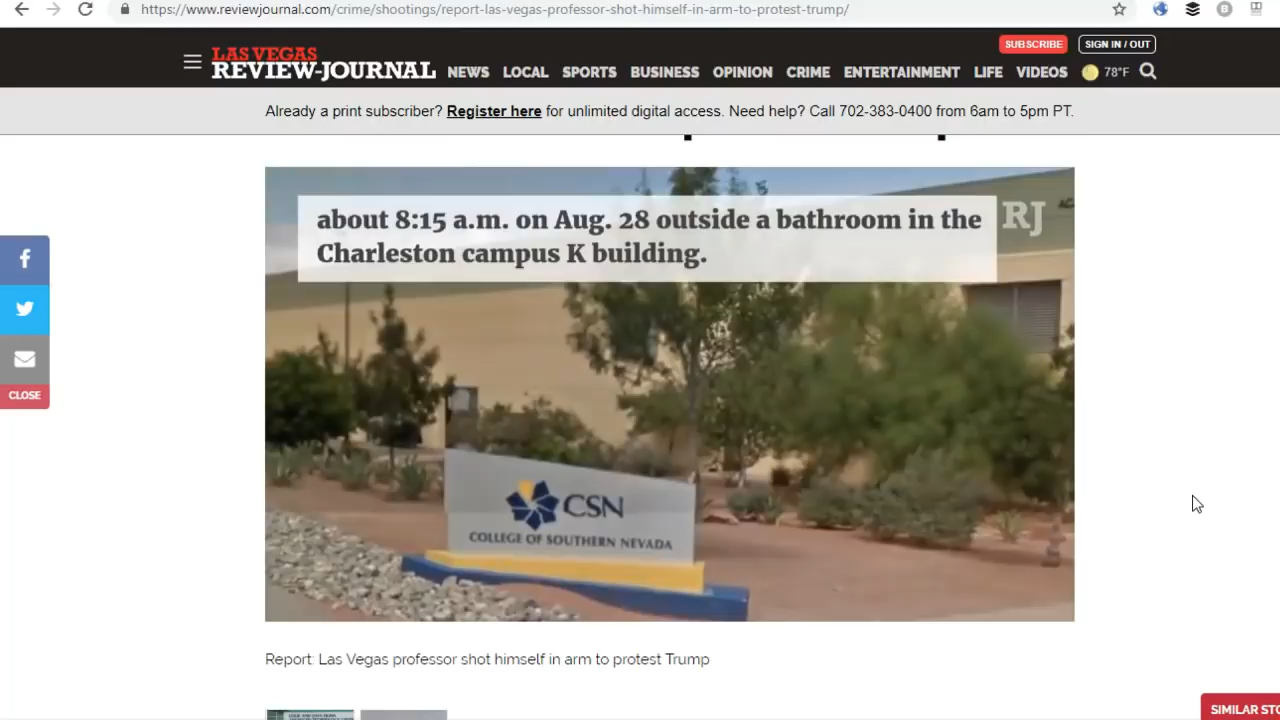 https://www.reviewjournal.com/crime/shootings/report-las-vegas-professor-shot-himself-in-arm-to-protest-trump/
SUBSCRIBE
SIGN IN / OUT
LAS VEGAS
REVIEW-JOURNAL
NEWS LOCAL SPORTS BUSINESS OPINION CRIME ENTERTAINMENT LIFE VIDEOS 78°F
Already a print subscriber? Register here for unlimited digital access. Need help? Call 702-383-0400 from 6am to 5pm PT.
about 8:15 a.m. on Aug. 28 outside a bathroom in the
Charleston campus K building.
RJ
CLOSE
CSN
COLLEGE OF SOUTHERN NEVADA
Report: Las Vegas professor shot himself in arm to protest Trump
SIMILAR STO